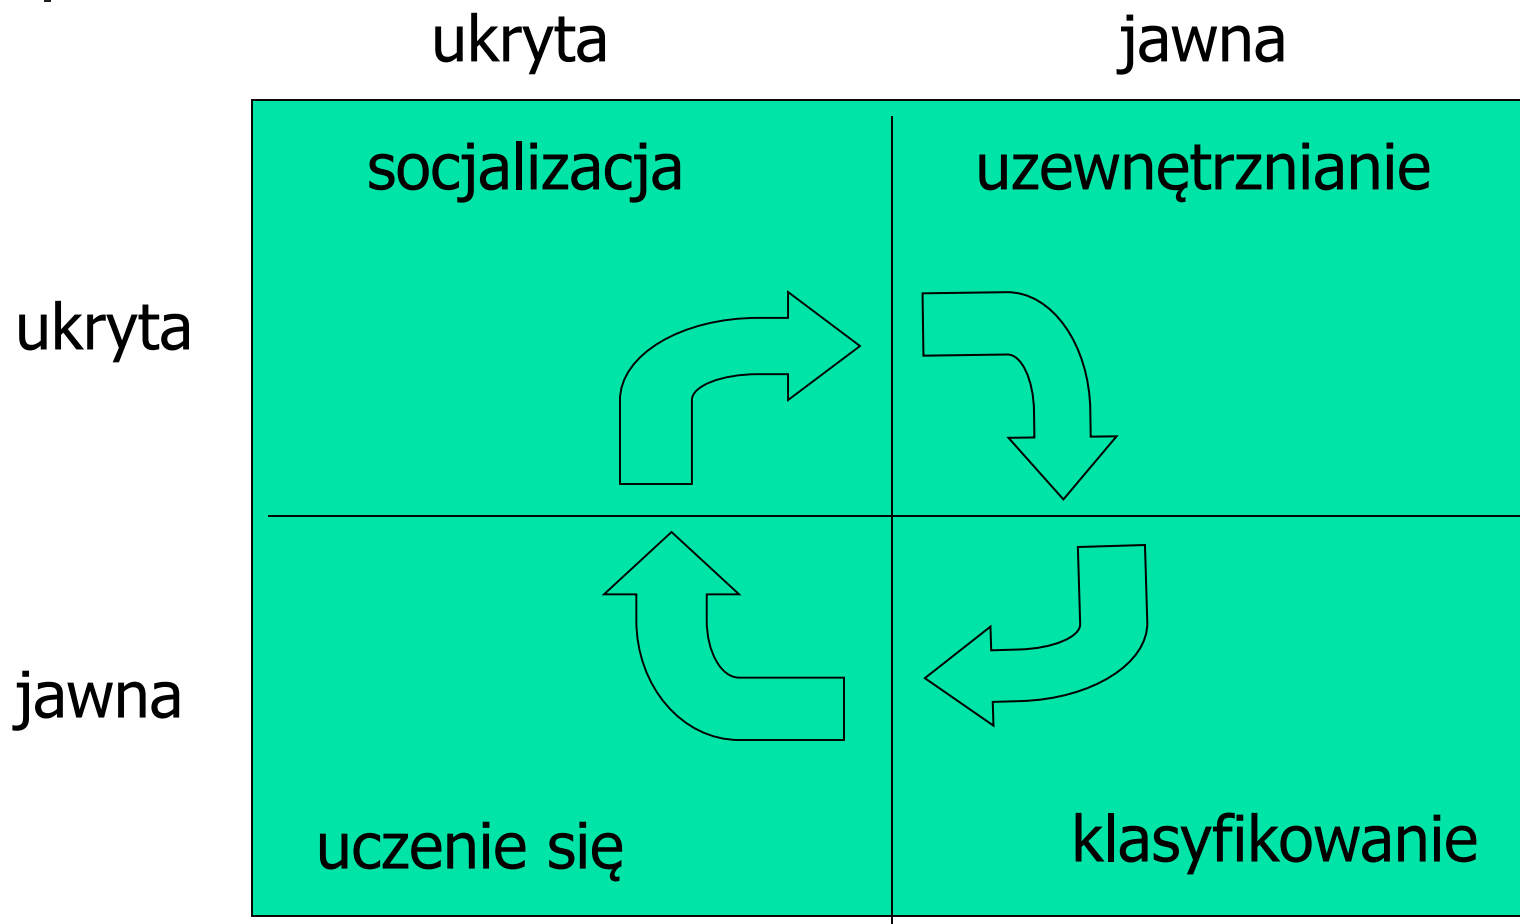 ukryta jawna
socjalizacja uzewnętrznianie
ukryta
jawna
uczenie się klasyfikowanie